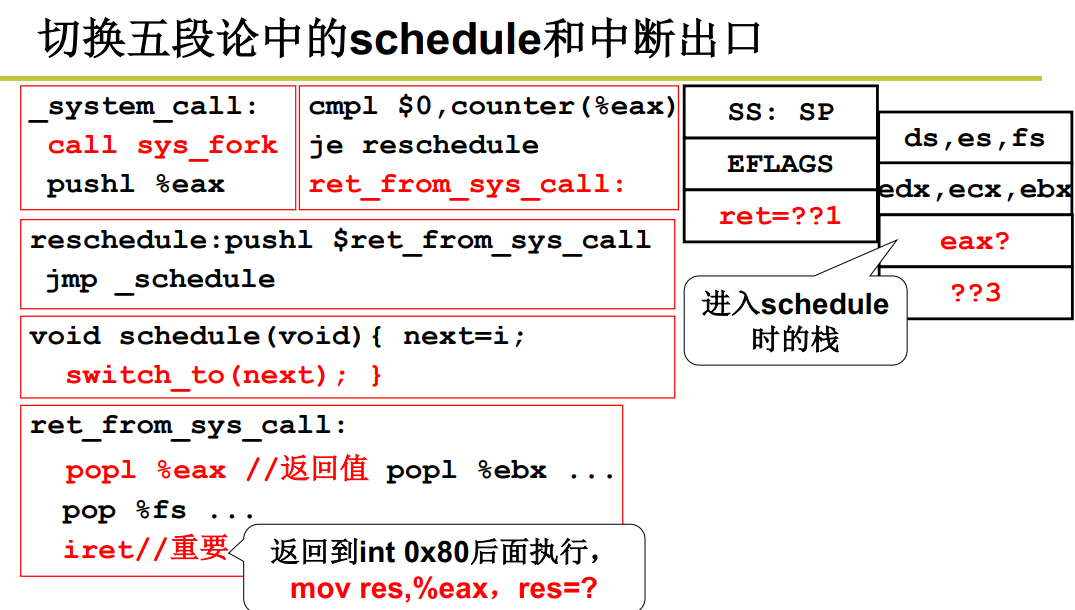 切换五段论中的schedule和中断出口
_system_call:
call sys_fork
pushl %eax
cmpl $0,counter(%eax)
je reschedule
ret_from_sys_call:
reschedule:pushl $ret_from_sys_call
jmp _schedule
void schedule(void){ next=i;
switch_to(next); }
ret_from_sys_call:
popl %eax //返回值 popl %ebx ...
pop %fs ...
iret//重要
返回到int 0x80后面执行，
mov res,%eax，res=?
SS: SP
EFLAGS
ret=??1
ds,es,fs
edx,ecx,ebx
eax?
??3
进入schedule
时的栈